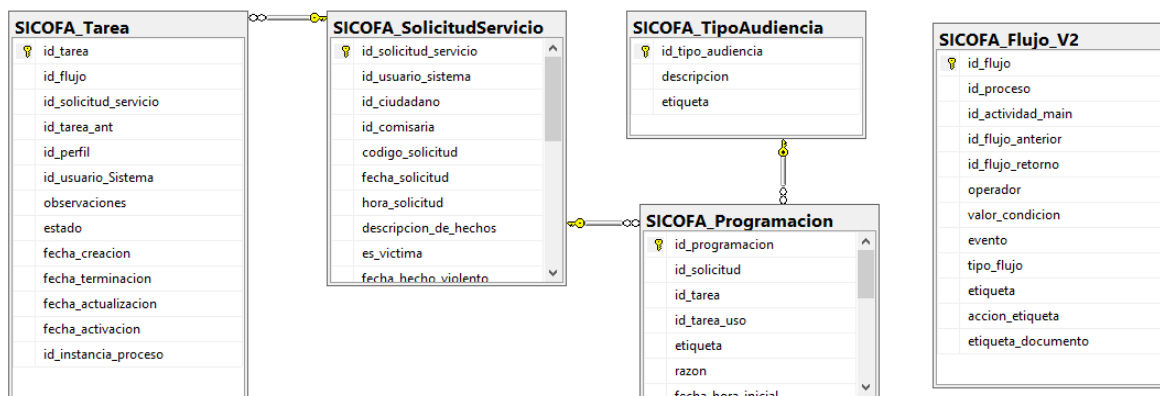 SICOFA_Tarea
id_tarea
id_flujo
id_solicitud_servicio
id_tarea_ant
id_perfil
id_usuario_Sistema
observaciones
estado
fecha_creacion
fecha_terminacion
fecha_actualizacion
fecha_activacion
id_instancia_proceso
SICOFA_SolicitudServicio
id_solicitud_servicio
id_usuario_sistema
id_ciudadano
id_comisaria
codigo_solicitud
fecha_solicitud
hora_solicitud
descripcion_de_hechos
es_victima
fecha_hecho_violento
SICOFA_TipoAudiencia
id_tipo_audiencia
descripcion
etiqueta
SICOFA_Programacion
id_programacion
id_solicitud
id_tarea
id_tarea_uso
etiqueta
razon
fecha_hora_inicial
SICOFA_Flujo_V2
id_flujo
id_proceso
id_actividad_main
id_flujo_anterior
id_flujo_retorno
operador
valor_condicion
evento
tipo_flujo
etiqueta
accion_etiqueta
etiqueta_documento